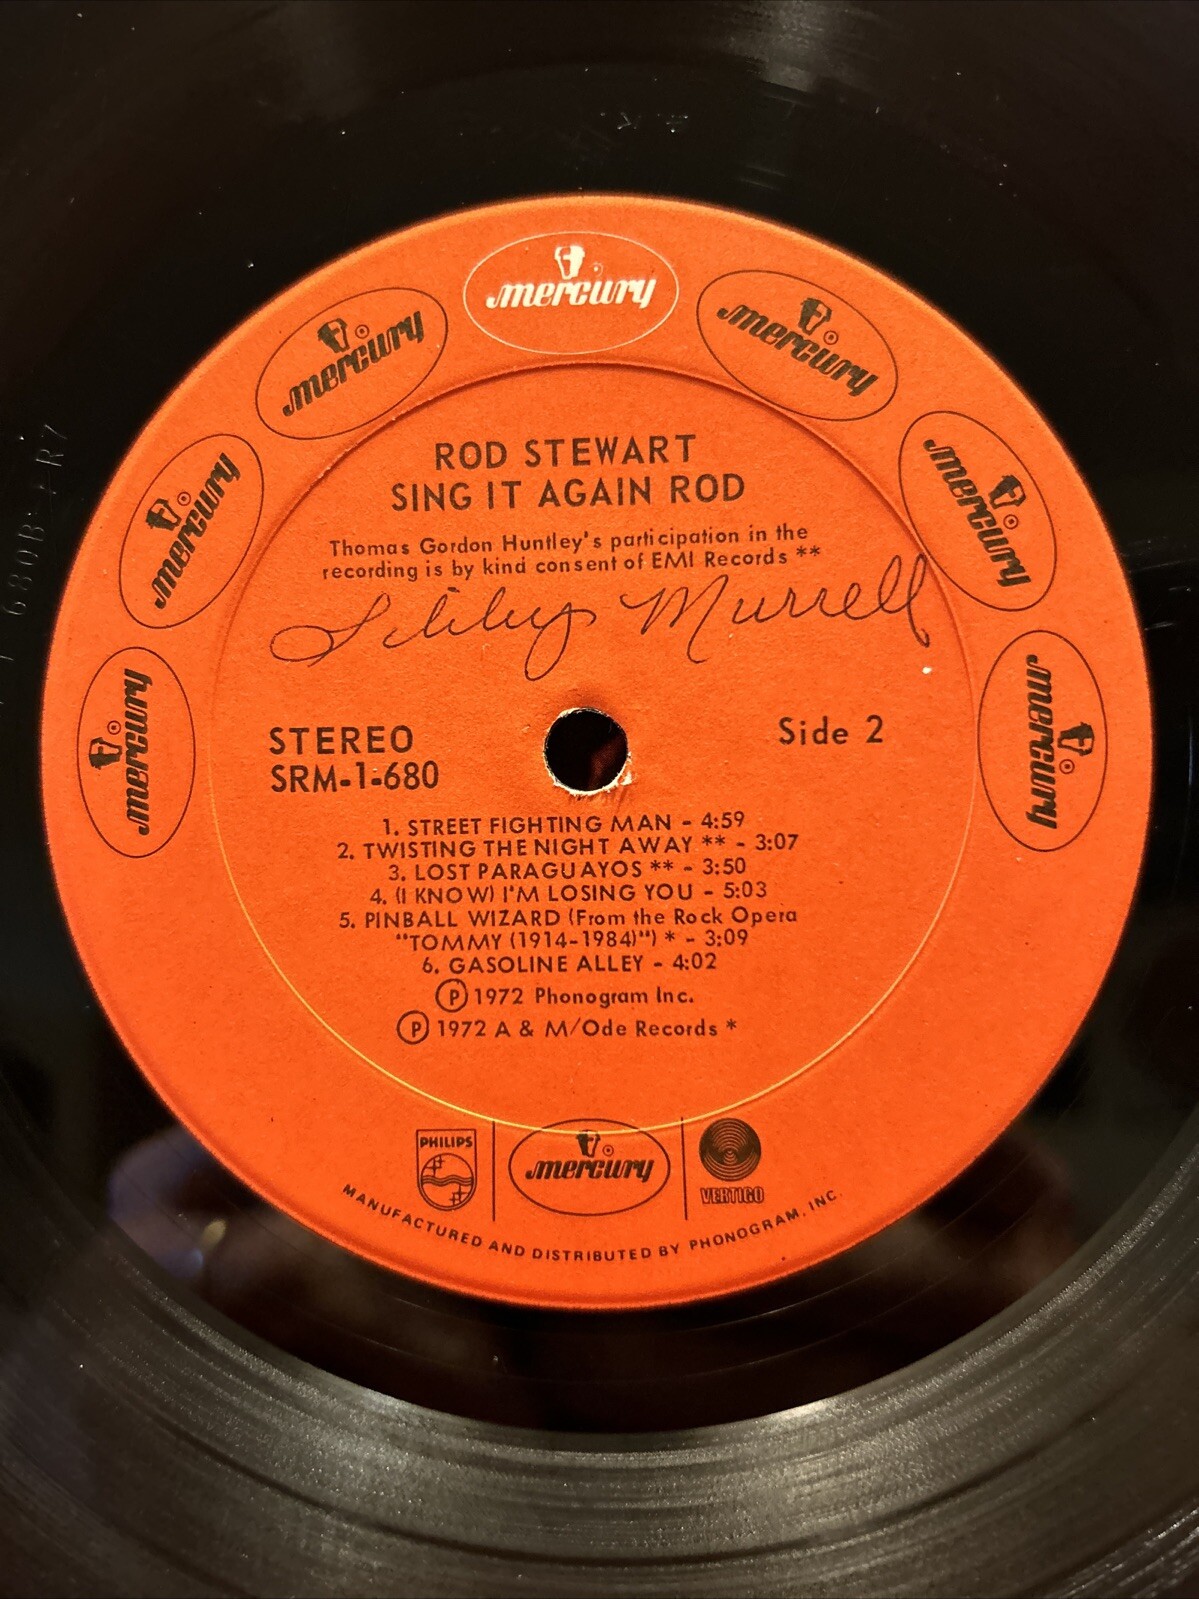 mercury
mercury
mercury
mercury
mercury
mercury
mercury
ROD STEWART
SING IT AGAIN ROD
Thomas Gordon Huntley's participation in the
recording is by kind consent of EMI Records **
Libby Murrell
STEREO
SRM-1-680
Side 2
1. STREET FIGHTING MAN - 4:59
2. TWISTING THE NIGHT AWAY ** - 3:07
3. LOST PARAGUAYOS ** - 3:50
4. (I KNOW) I'M LOSING YOU - 5:03
5. PINBALL WIZARD (From the Rock Opera
"TOMMY (1914-1984)") * - 3:09
6. GASOLINE ALLEY - 4:02
Ⓟ 1972 Phonogram Inc.
Ⓟ 1972 A & M/Ode Records *
PHILIPS
mercury
VERTIGO
MANUFACTURED AND DISTRIBUTED BY PHONOGRAM, INC.